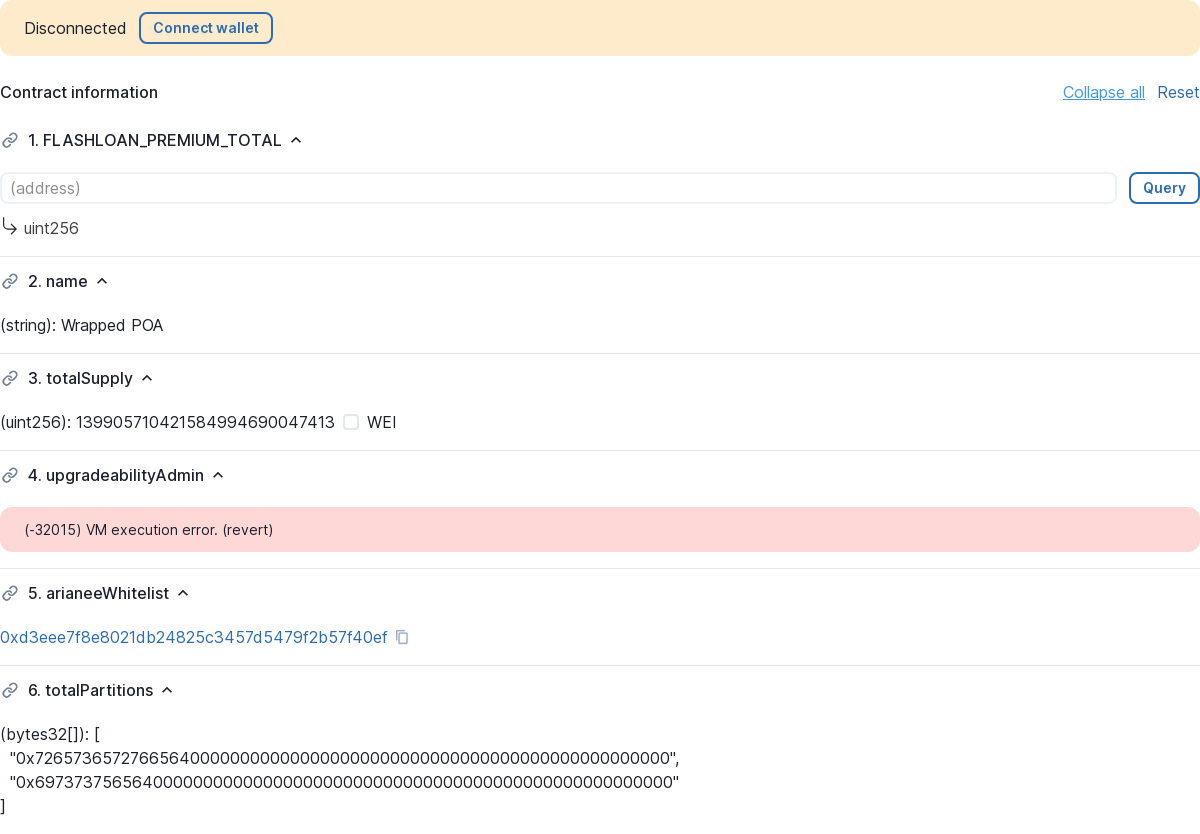 Disconnected Connect wallet
Contract information Collapse all Reset
1. FLASHLOAN_PREMIUM_TOTAL
(address) Query
uint256
2. name
(string): Wrapped POA
3. totalSupply
(uint256): 139905710421584994690047413 WEI
4. upgradeabilityAdmin
(-32015) VM execution error. (revert)
5. arianeeWhitelist
0xd3eee7f8e8021db24825c3457d5479f2b57f40ef
6. totalPartitions
(bytes32[]): [
"0x7265736572766564000000000000000000000000000000000000000000000000",
"0x6973737565640000000000000000000000000000000000000000000000000000"
]